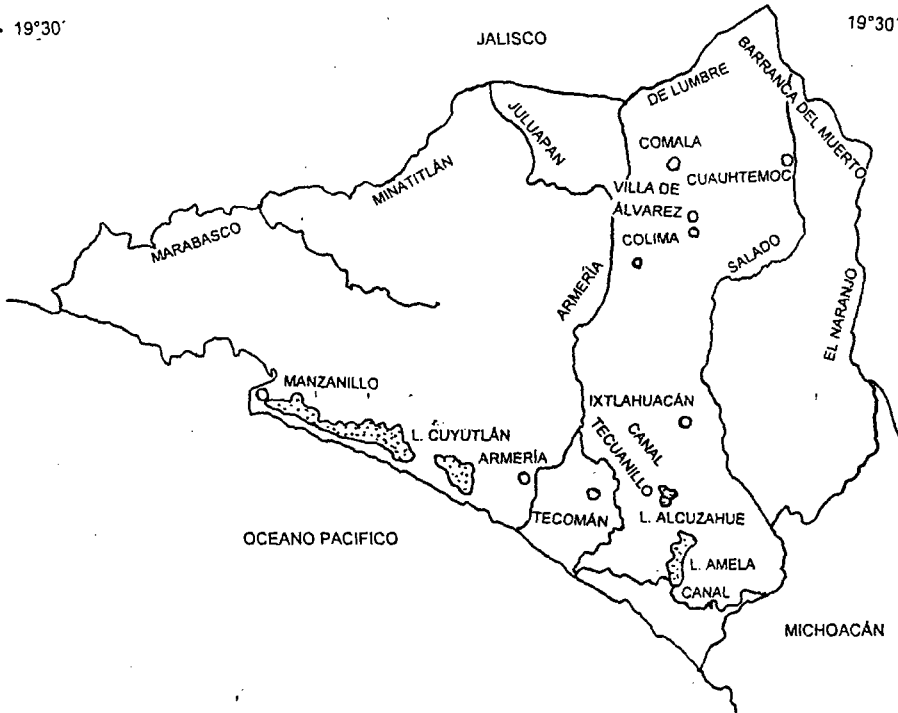 19°30´
19°30´
JALISCO
BARRANCA DEL MUERTO
DE LUMBRE
JULUAPAN
COMALA
MINATITLÁN
CUAUHTEMOC
VILLA DE
ÁLVAREZ
MARABASCO
COLIMA
SALADO
ARMERÍA
EL NARANJO
MANZANILLO
IXTLAHUACÁN
CANAL
TECUANILLO
L. CUYUTLÁN
ARMERÍA
TECOMÁN
L. ALCUZAHUE
OCEANO PACIFICO
L. AMELA
CANAL
MICHOACÁN